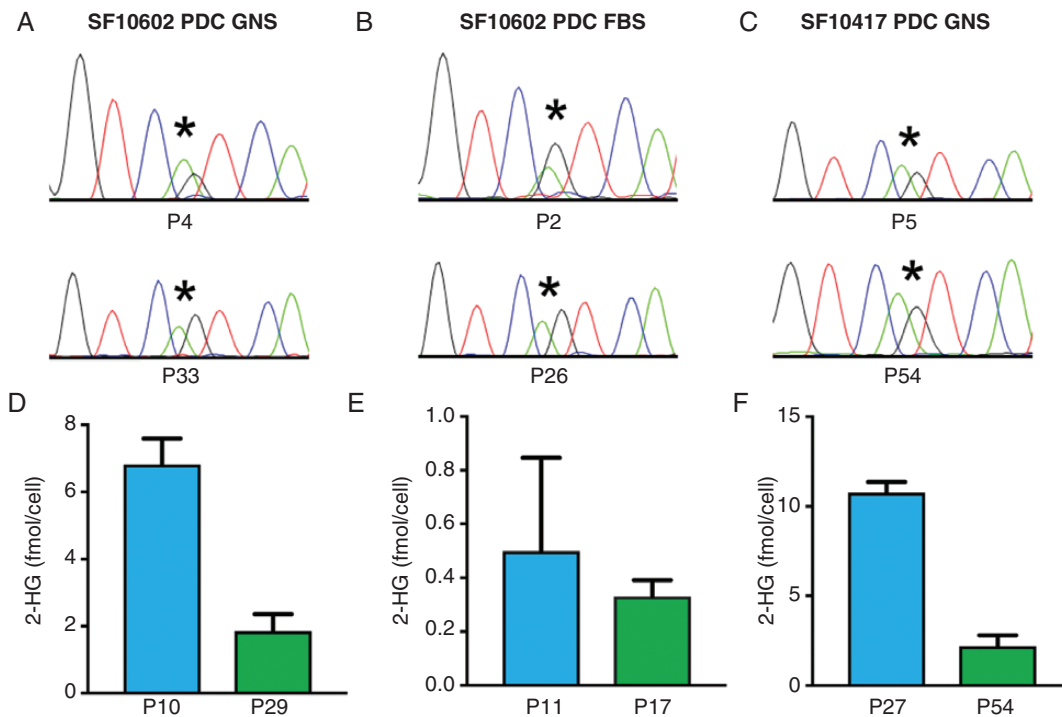 A SF10602 PDC GNS
B SF10602 PDC FBS
C SF10417 PDC GNS
*
*
*
P4
P2
P5
*
*
*
P33
P26
P54
D
2-HG (fmol/cell)
8
6
4
2
0
P10 P29
E
2-HG (fmol/cell)
1.0
0.8
0.6
0.4
0.2
0.0
P11 P17
F
2-HG (fmol/cell)
15
10
5
0
P27 P54